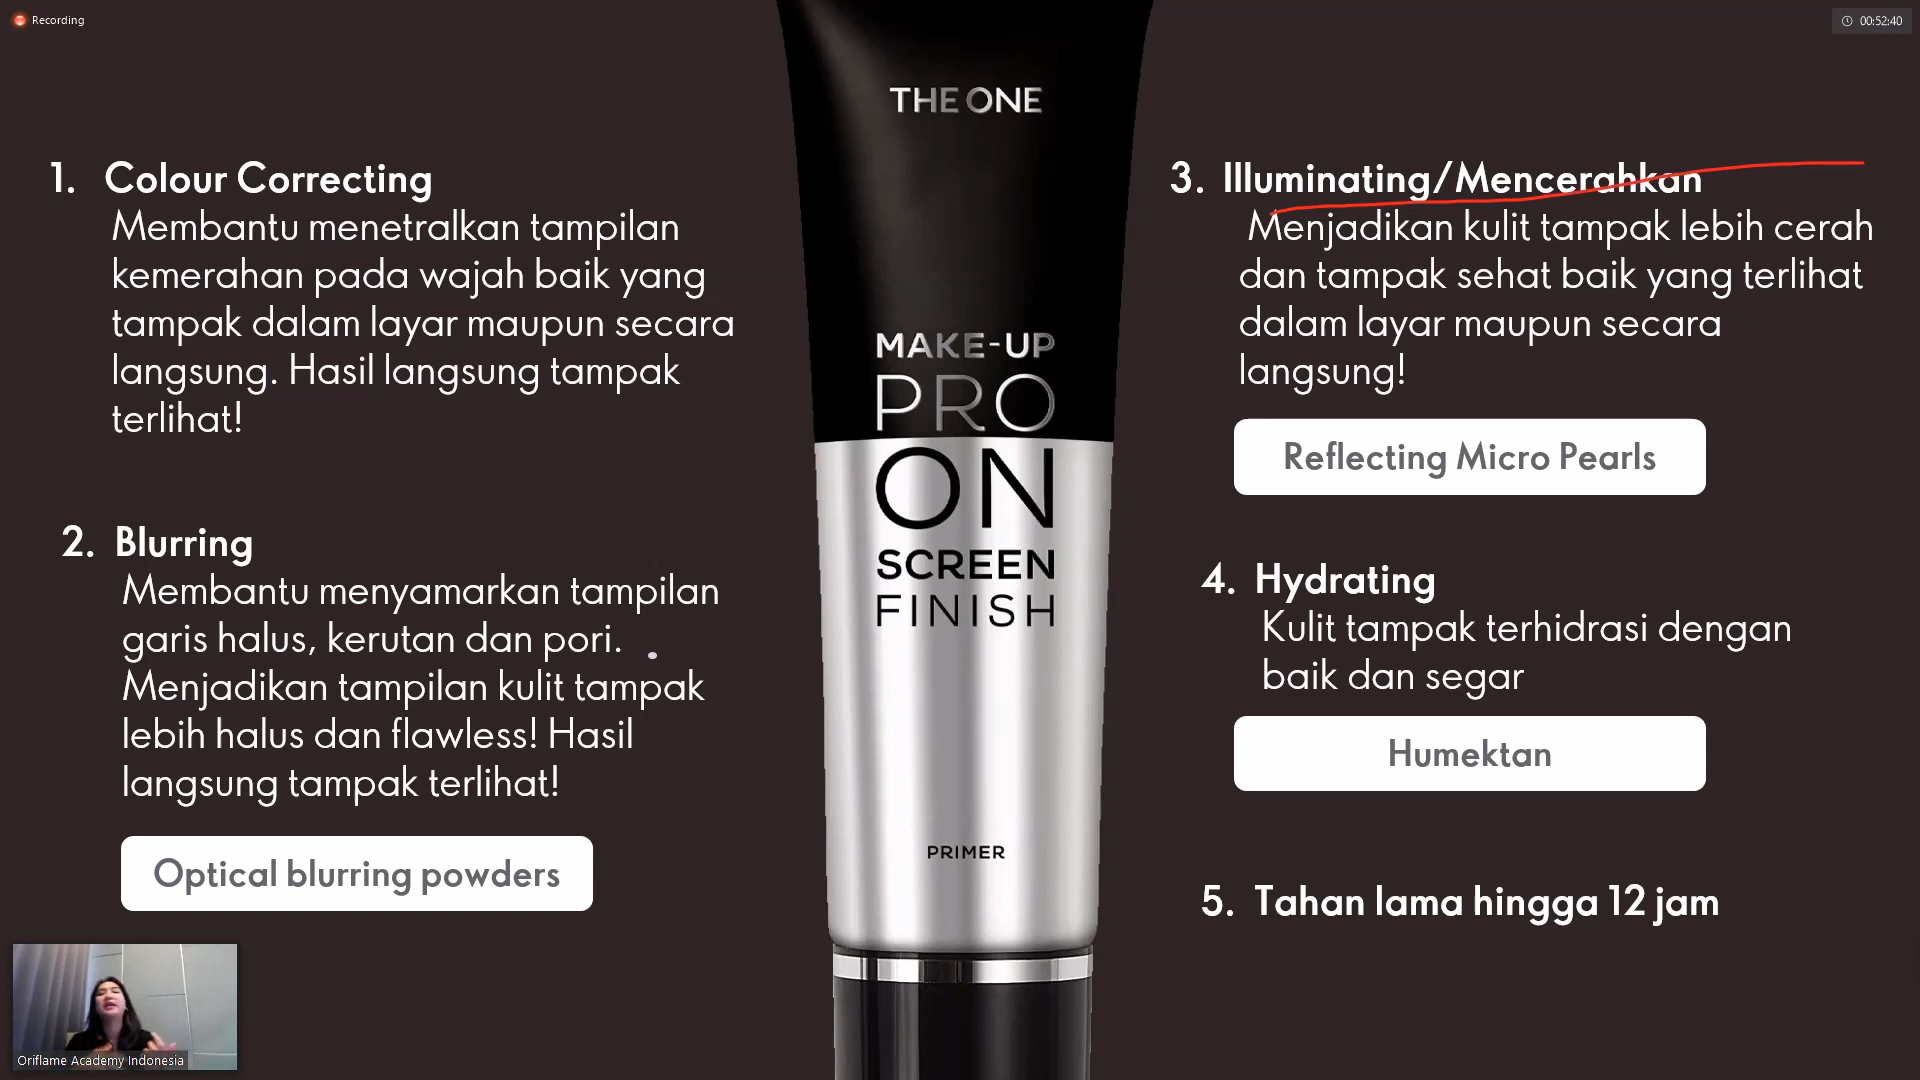 Recording
00:52:40
1. Colour Correcting
Membantu menetralkan tampilan
kemerahan pada wajah baik yang
tampak dalam layar maupun secara
langsung. Hasil langsung tampak
terlihat!
2. Blurring
Membantu menyamarkan tampilan
garis halus, kerutan dan pori.
Menjadikan tampilan kulit tampak
lebih halus dan flawless! Hasil
langsung tampak terlihat!
Optical blurring powders
THE ONE
MAKE-UP
PRO
ON
SCREEN
FINISH
PRIMER
3. Illuminating/Mencerahkan
Menjadikan kulit tampak lebih cerah
dan tampak sehat baik yang terlihat
dalam layar maupun secara
langsung!
Reflecting Micro Pearls
4. Hydrating
Kulit tampak terhidrasi dengan
baik dan segar
Humektan
5. Tahan lama hingga 12 jam
Oriflame Academy Indonesia